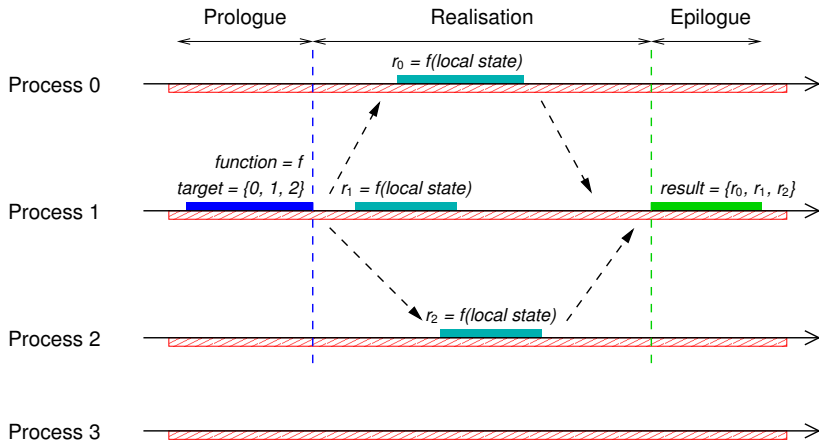 Prologue Realisation Epilogue
r0 = f(local state)
Process 0
function = f
target = {0, 1, 2} r1 = f(local state) result = {r0, r1, r2}
Process 1
r2 = f(local state)
Process 2
Process 3